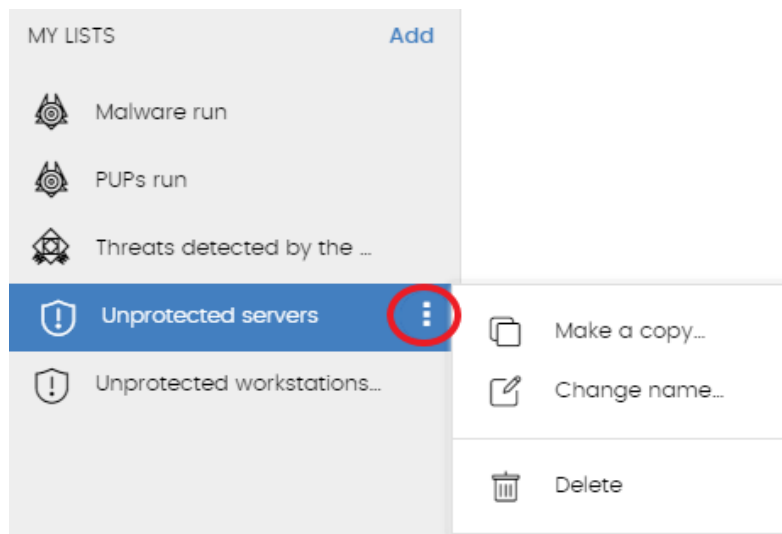 MY LISTS Add
Malware run
PUPs run
Threats detected by the ...
Unprotected servers
Unprotected workstations...
Make a copy...
Change name...
Delete